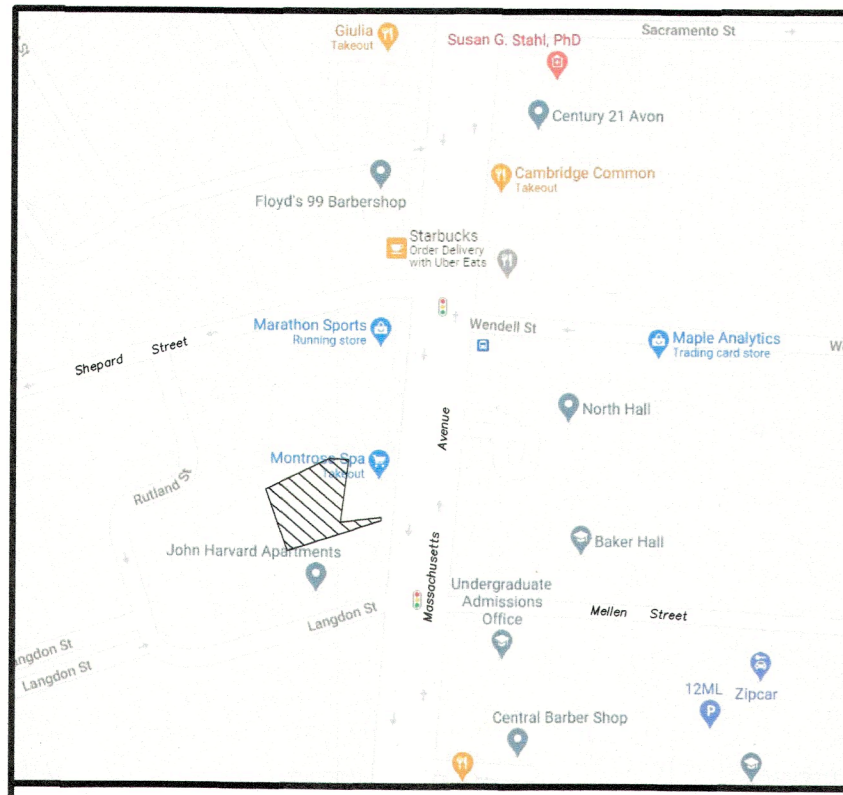 Giulia
Takeout
Sacramento St
Susan G. Stahl, PhD
Century 21 Avon
Cambridge Common
Takeout
Floyd's 99 Barbershop
Starbucks
Order Delivery
with Uber Eats
Wendell St
Marathon Sports
Running store
Maple Analytics
Trading card store
Shepard Street
North Hall
Avenue
Montrose Spa
Takeout
Rutland St
Baker Hall
John Harvard Apartments
Massachusetts
Undergraduate
Admissions
Office
Langdon St
Mellen Street
Langdon St
12ML
Zipcar
P
Central Barber Shop